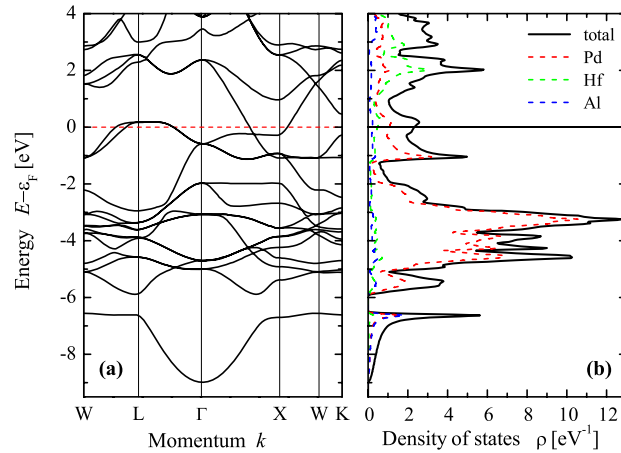 4
2
0
-2
-4
-6
-8
Energy E−εF [eV]
(a)
W L Γ X W K
Momentum k
total
Pd
Hf
Al
(b)
0 2 4 6 8 10 12
Density of states ρ [eV-1]